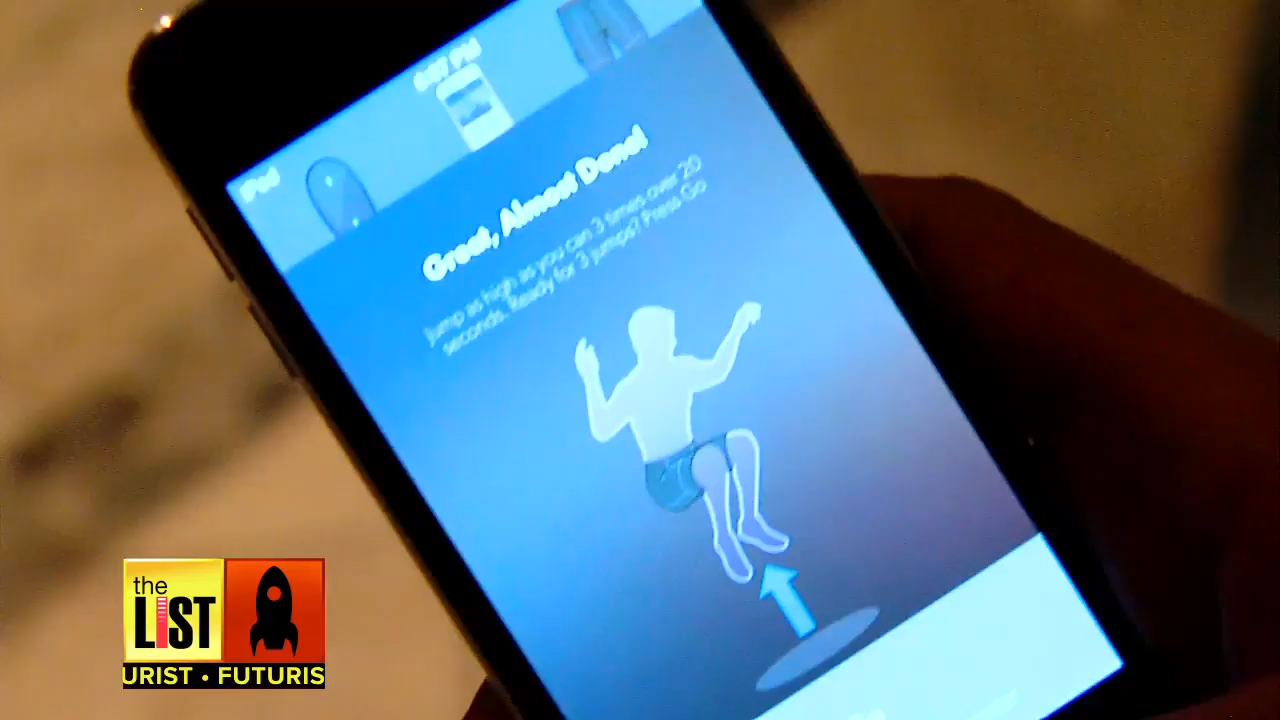 iPod
Great, Almost Done!
Jump as high as you can 3 times over 20
seconds. Ready for 3 jumps? Press Go
the
LiST
URIST • FUTURIS